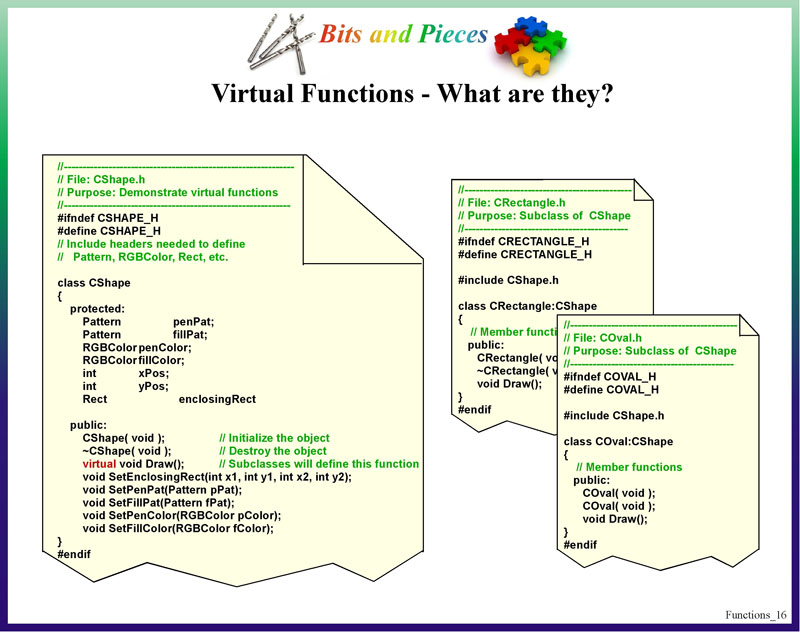 Bits and Pieces
Virtual Functions - What are they?
//--------------------------------------------------------------
// File: CShape.h
// Purpose: Demonstrate virtual functions
//-------------------------------------------------------------
#ifndef CSHAPE_H
#define CSHAPE_H
// Include headers needed to define
//   Pattern, RGBColor, Rect, etc.
class CShape
{
protected:
Pattern penPat;
Pattern fillPat;
RGBColor penColor;
RGBColor fillColor;
int xPos;
int yPos;
Rect enclosingRect
public:
CShape( void ); // Initialize the object
~CShape( void ); // Destroy the object
virtual void Draw(); // Subclasses will define this function
void SetEnclosingRect(int x1, int y1, int x2, int y2);
void SetPenPat(Pattern pPat);
void SetFillPat(Pattern fPat);
void SetPenColor(RGBColor pColor);
void SetFillColor(RGBColor fColor);
}
#endif
//---------------------------------------------
// File: CRectangle.h
// Purpose: Subclass of  CShape
//--------------------------------------------
#ifndef CRECTANGLE_H
#define CRECTANGLE_H
#include CShape.h
class CRectangle:CShape
{
// Member functi
public:
CRectangle( vo
~CRectangle( v
void Draw();
}
#endif
//---------------------------------------------
// File: COval.h
// Purpose: Subclass of  CShape
//--------------------------------------------
#ifndef COVAL_H
#define COVAL_H
#include CShape.h
class COval:CShape
{
// Member functions
public:
COval( void );
COval( void );
void Draw();
}
#endif
Functions_16